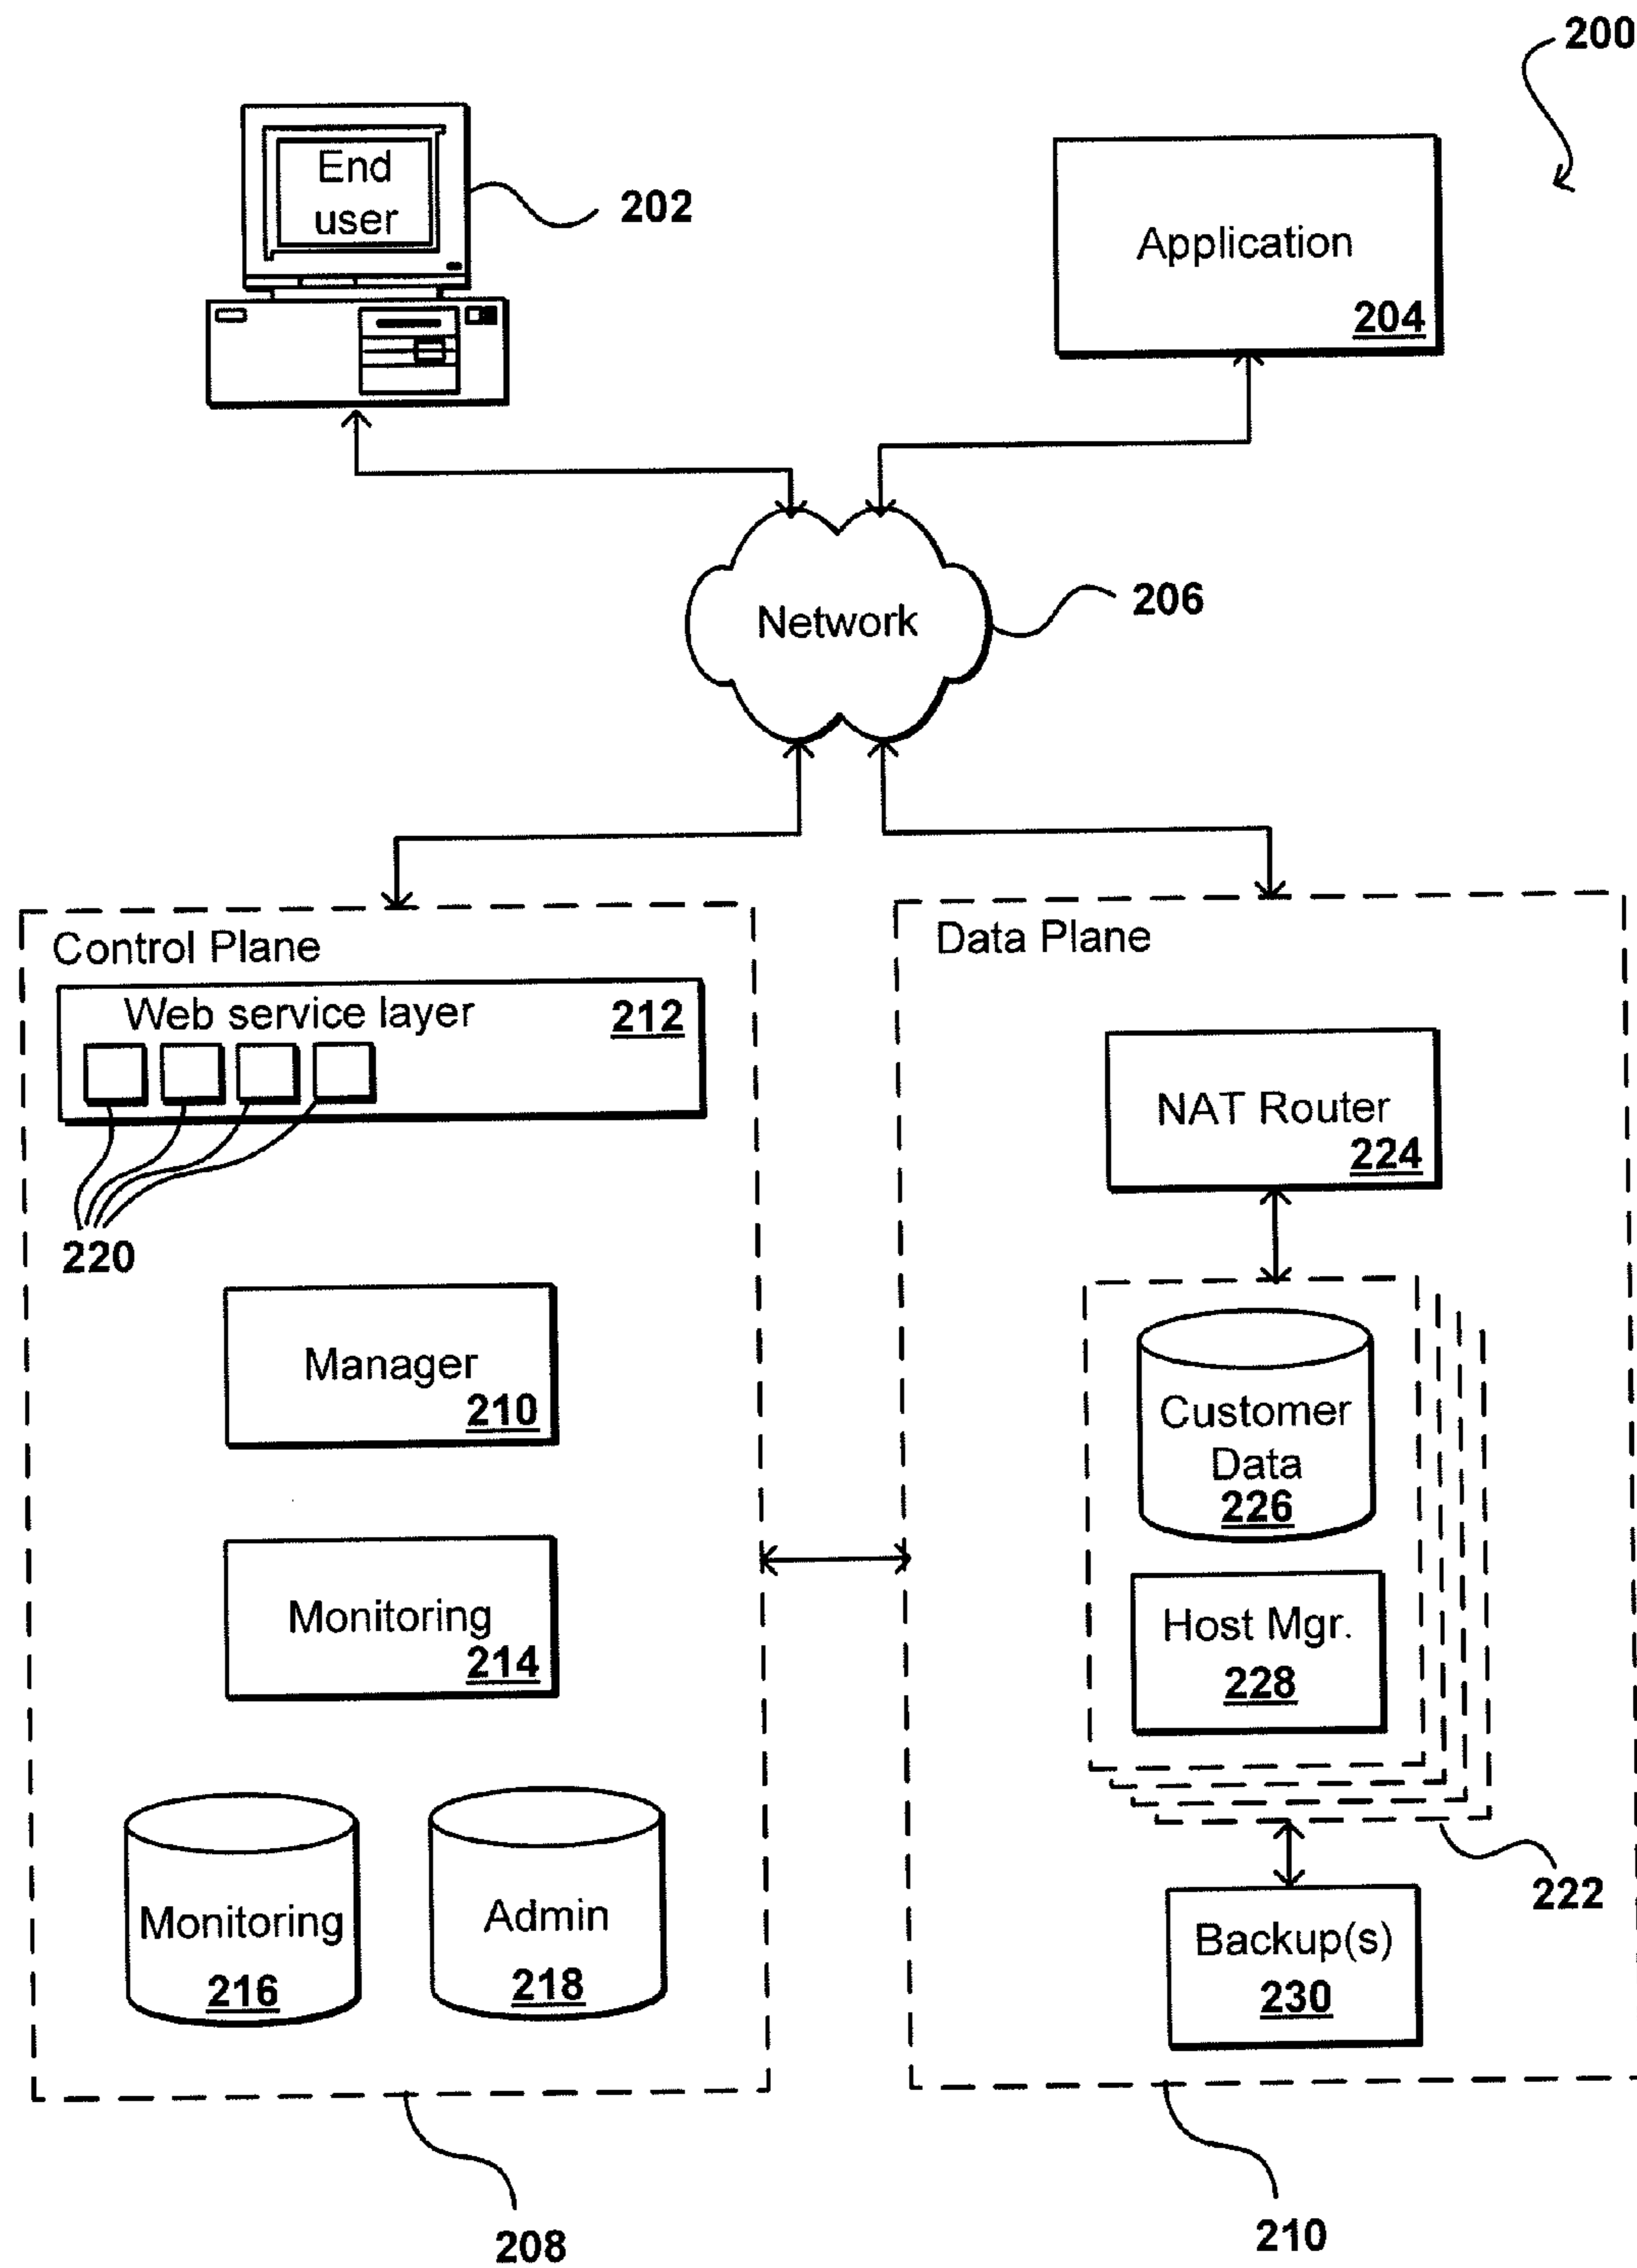 200
End
user
202
Application
204
Network
206
Control Plane
Web service layer
212
220
Manager
210
Monitoring
214
Monitoring
216
Admin
218
208
Data Plane
NAT Router
224
Customer
Data
226
Host Mgr.
228
222
Backup(s)
230
210